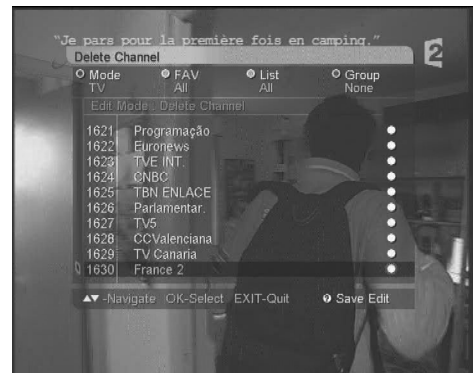 "Je pars pour la première fois en camping."
2
Delete Channel
Mode FAV List Group
TV All All None
Edit Mode : Delete Channel
1621 Programação
1622 Euronews
1623 TVE INT.
1624 CNBC
1625 TBN ENLACE
1626 Parlamentar.
1627 TV5
1628 CCValenciana
1629 TV Canaria
1630 France 2
▲▼ -Navigate OK-Select EXIT-Quit Save Edit